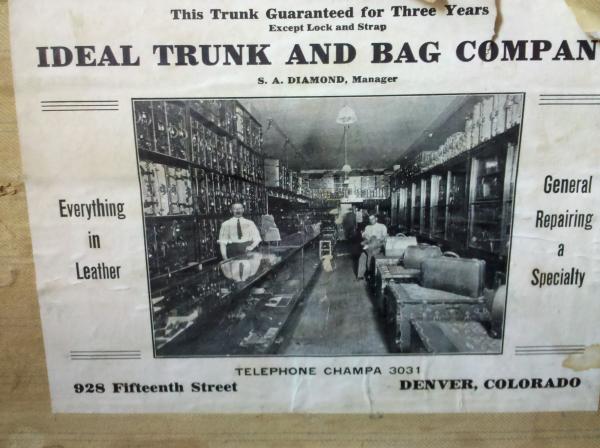 This Trunk Guaranteed for Three Years
Except Lock and Strap
IDEAL TRUNK AND BAG COMPAN
S. A. DIAMOND, Manager
Everything
in
Leather
General
Repairing
a
Specialty
TELEPHONE CHAMPA 3031
928 Fifteenth Street DENVER, COLORADO